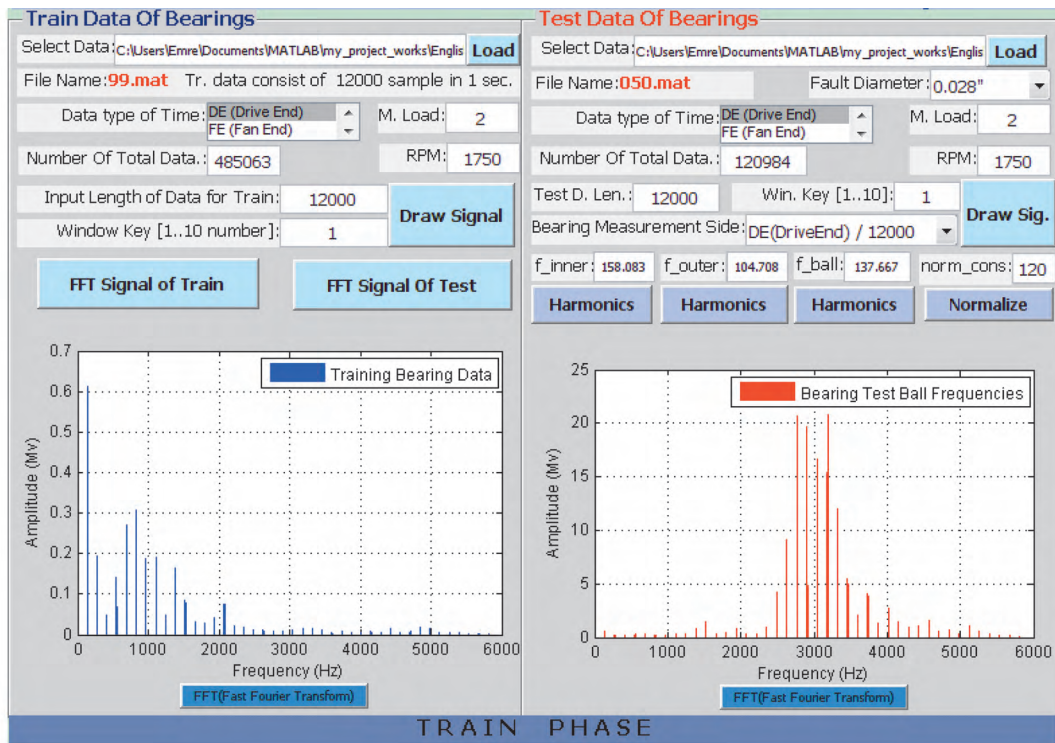 Train Data Of Bearings
Select Data: C:\Users\Emre\Documents\MATLAB\my_project_works\Englis Load
File Name:99.mat Tr. data consist of 12000 sample in 1 sec.
Data type of Time: DE (Drive End) M. Load: 2
FE (Fan End)
Number Of Total Data.: 485063 RPM: 1750
Input Length of Data for Train: 12000
Draw Signal
Window Key [1..10 number]: 1
FFT Signal of Train FFT Signal Of Test
0.7
0.6
0.5
0.4
0.3
0.2
0.1
0
Training Bearing Data
Amplitude (Mv)
0 1000 2000 3000 4000 5000 6000
Frequency (Hz)
FFT(Fast Fourier Transform)
Test Data Of Bearings
Select Data: C:\Users\Emre\Documents\MATLAB\my_project_works\Englis Load
File Name:050.mat Fault Diameter: 0.028"
Data type of Time: DE (Drive End) M. Load: 2
FE (Fan End)
Number Of Total Data.: 120984 RPM: 1750
Test D. Len.: 12000 Win. Key [1..10]: 1
Draw Sig.
Bearing Measurement Side: DE(DriveEnd) / 12000
f_inner: 158.083 f_outer: 104.708 f_ball: 137.667 norm_cons: 120
Harmonics Harmonics Harmonics Normalize
25
20
15
10
5
0
Bearing Test Ball Frequencies
Amplitude (Mv)
0 1000 2000 3000 4000 5000 6000
Frequency (Hz)
FFT(Fast Fourier Transform)
TRAIN PHASE